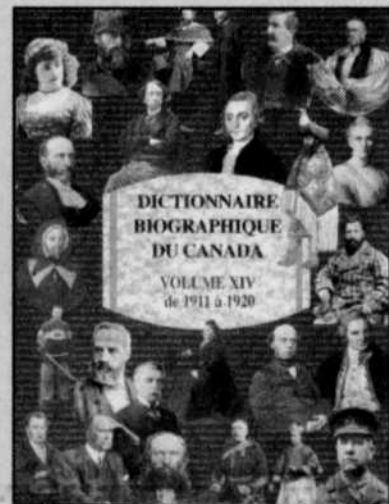 DICTIONNAIRE
BIOGRAPHIQUE
DU CANADA
VOLUME XIV
de 1911 à 1920